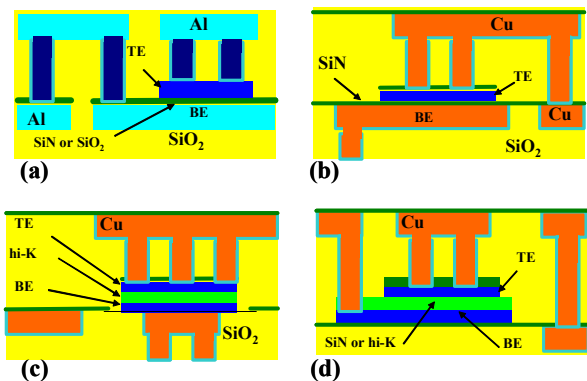 (a)
Al
TE
Al
BE
SiN or SiO₂
SiO₂
(b)
Cu
SiN
TE
BE
Cu
SiO₂
(c)
TE
Cu
hi-K
BE
SiO₂
(d)
Cu
TE
SiN or hi-K
BE